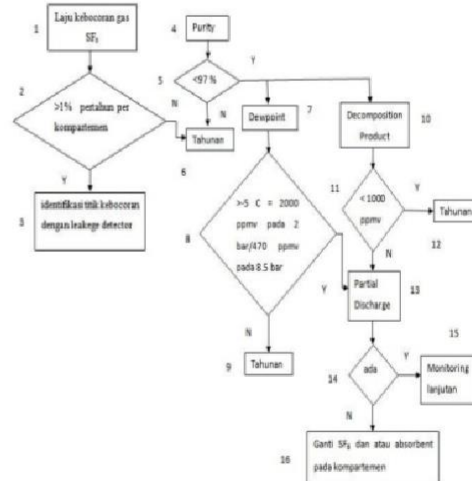 1
Laju kebocoran gas
SF₆
2
>1% pertahun per
kompartemen
N
Y
3
identifikasi titik kebocoran
dengan leakege detector
4
Purity
5
<97 %
Y
N
N
Tahunan
6
7
Dewpoint
8
>-5 C = 2000
ppmv pada 2
bar/470 ppmv
pada 8.5 bar
Y
N
9
Tahunan
Decomposition
Product
10
11
< 1000
ppmv
Y
Tahunan
12
N
Partial
Discharge
13
14
ada
Y
15
Monitoring
lanjutan
N
16
Ganti SF₆ dan atau absorbent
pada kompartemen